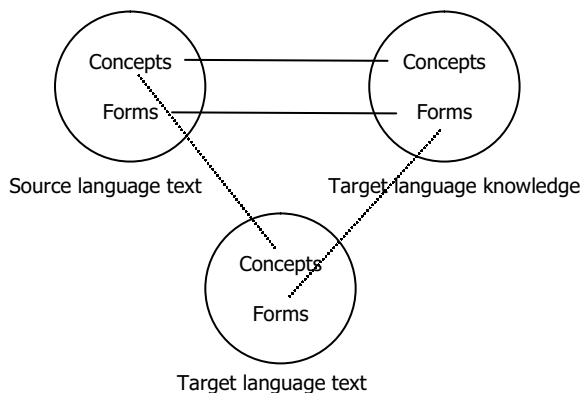 Concepts
Concepts
Forms
Forms
Source language text
Target language knowledge
Concepts
Forms
Target language text